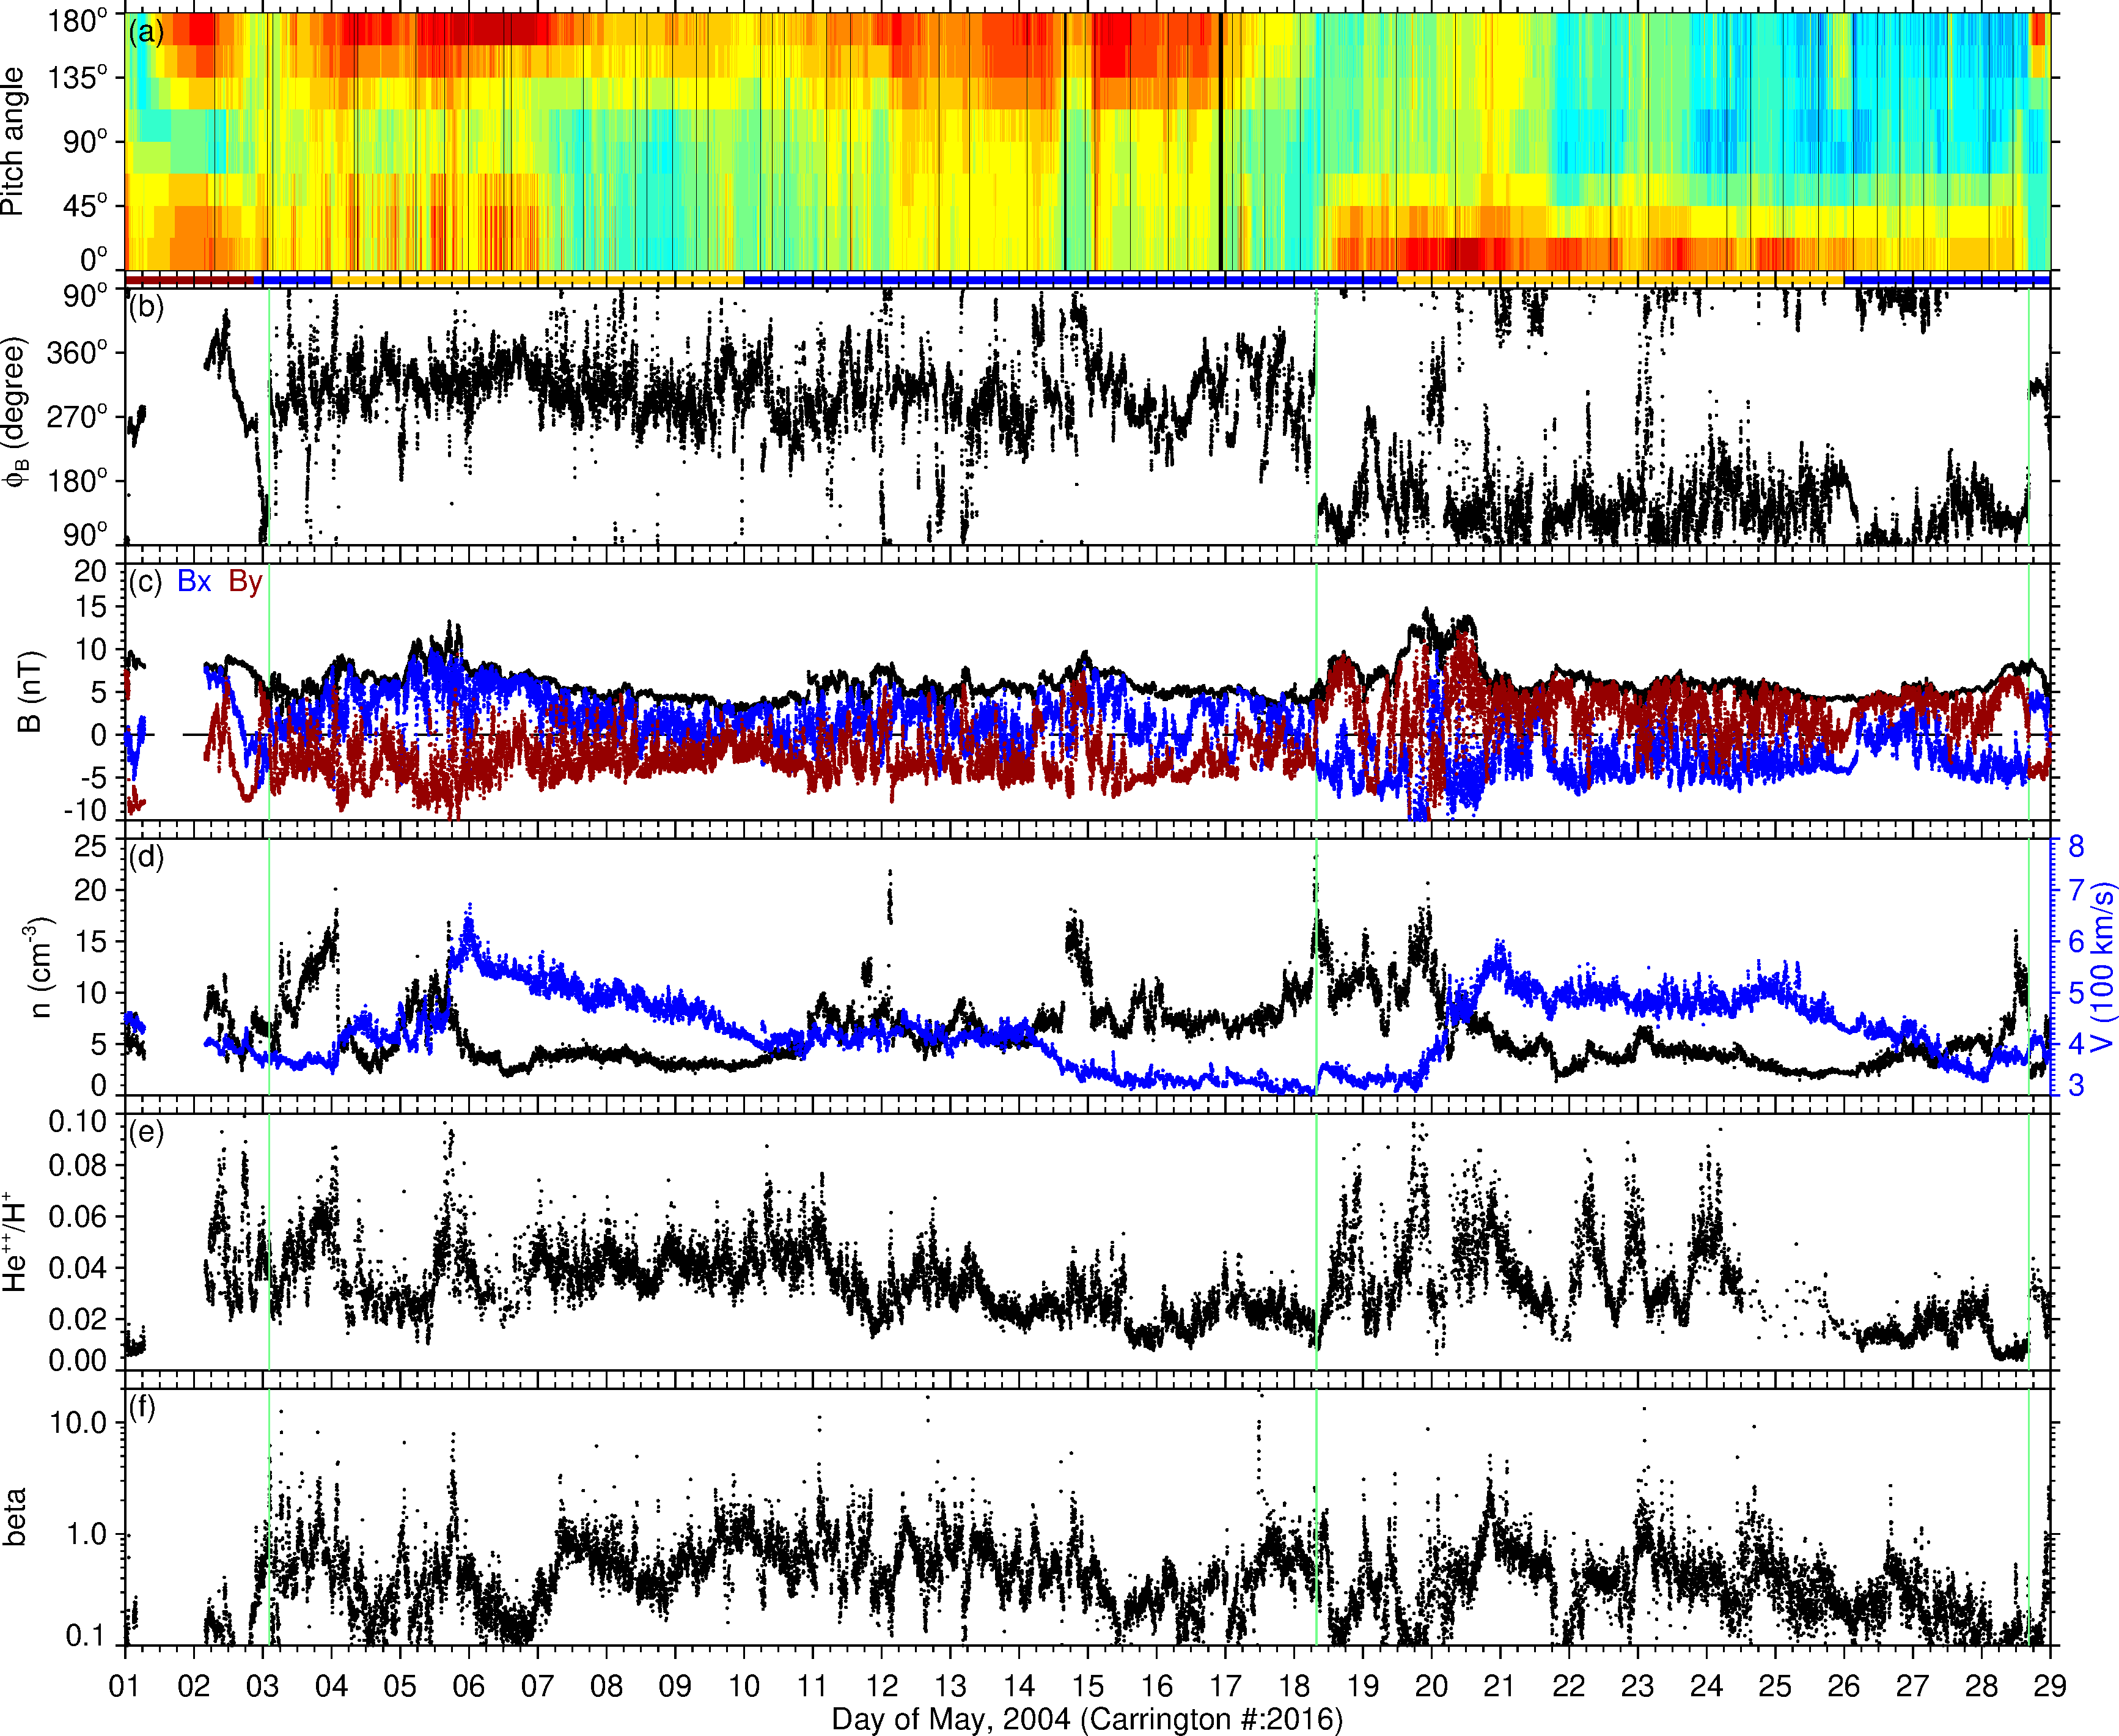 (a)
180°
135°
90°
45°
0°
Pitch angle
(b)
90°
360°
270°
180°
90°
ϕB (degree)
(c) Bx By
20
15
10
5
0
-5
-10
B (nT)
(d)
25
20
15
10
5
0
n (cm⁻³)
8
7
6
5
4
3
V (100 km/s)
(e)
0.10
0.08
0.06
0.04
0.02
0.00
He⁺⁺/H⁺
(f)
10.0
1.0
0.1
beta
01 02 03 04 05 06 07 08 09 10 11 12 13 14 15 16 17 18 19 20 21 22 23 24 25 26 27 28 29
Day of May, 2004 (Carrington #:2016)